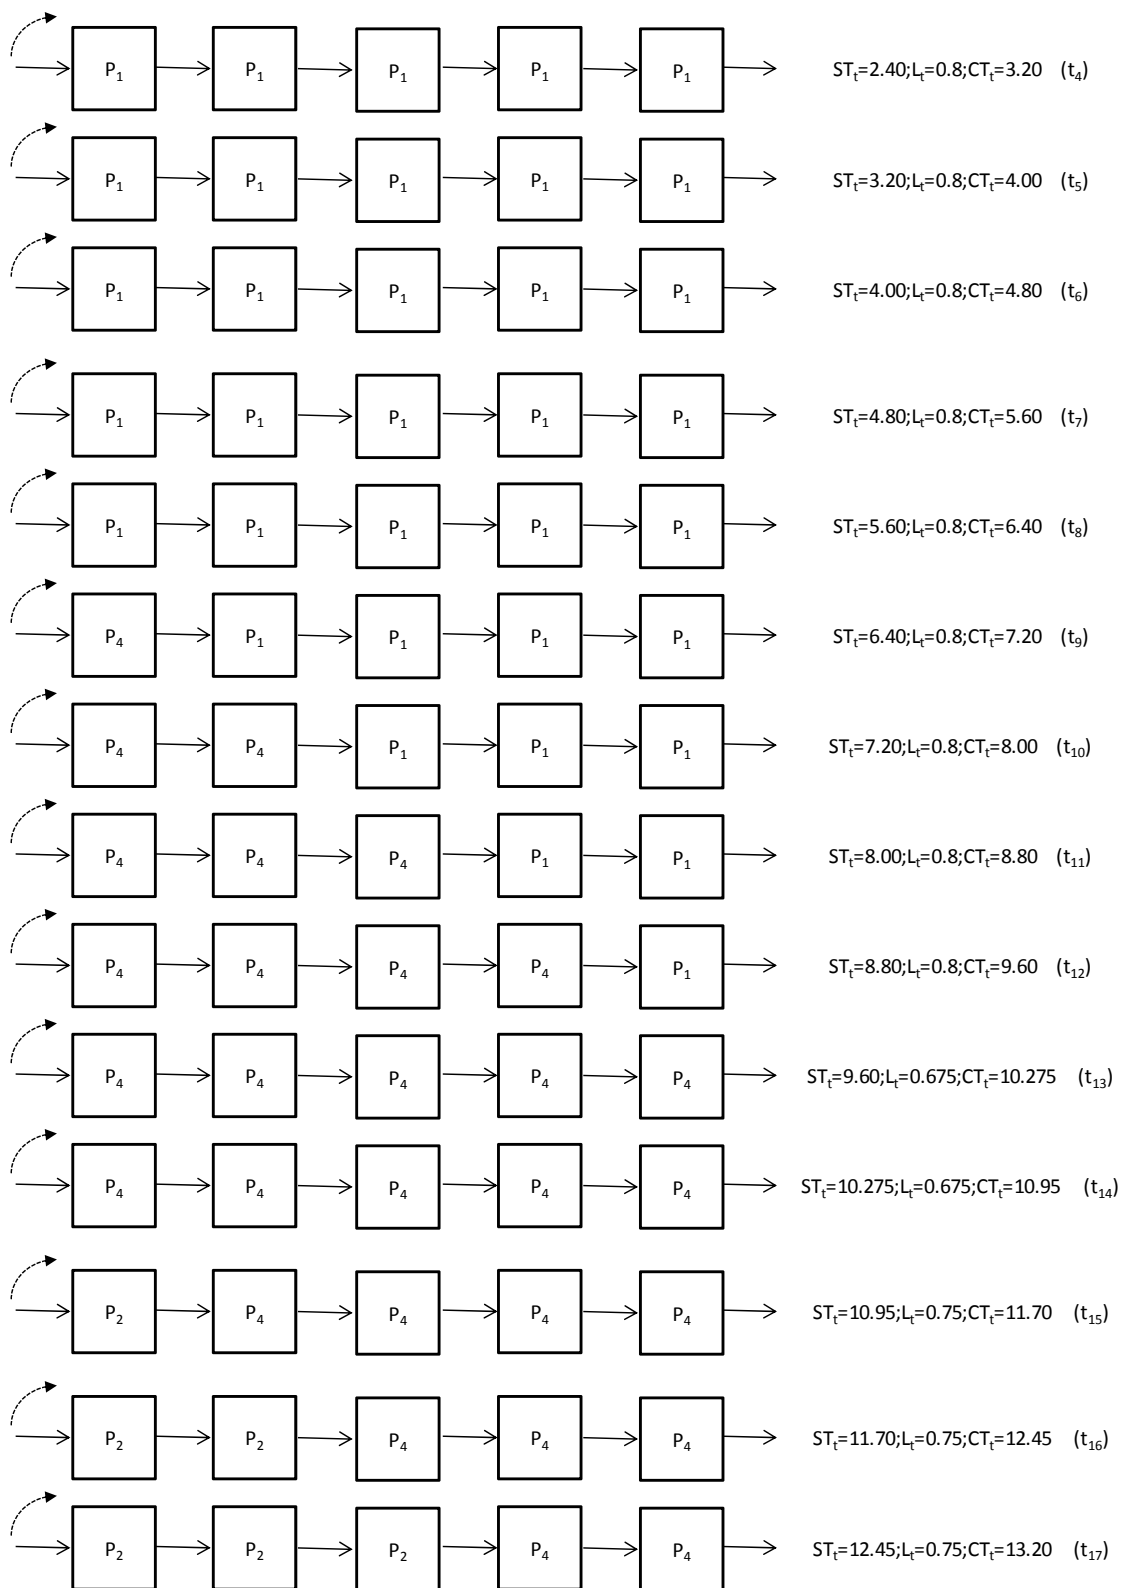 P₁ P₁ P₁ P₁ P₁ STₜ=2.40;Lₜ=0.8;CTₜ=3.20 (t₄)
P₁ P₁ P₁ P₁ P₁ STₜ=3.20;Lₜ=0.8;CTₜ=4.00 (t₅)
P₁ P₁ P₁ P₁ P₁ STₜ=4.00;Lₜ=0.8;CTₜ=4.80 (t₆)
P₁ P₁ P₁ P₁ P₁ STₜ=4.80;Lₜ=0.8;CTₜ=5.60 (t₇)
P₁ P₁ P₁ P₁ P₁ STₜ=5.60;Lₜ=0.8;CTₜ=6.40 (t₈)
P₄ P₁ P₁ P₁ P₁ STₜ=6.40;Lₜ=0.8;CTₜ=7.20 (t₉)
P₄ P₄ P₁ P₁ P₁ STₜ=7.20;Lₜ=0.8;CTₜ=8.00 (t₁₀)
P₄ P₄ P₄ P₁ P₁ STₜ=8.00;Lₜ=0.8;CTₜ=8.80 (t₁₁)
P₄ P₄ P₄ P₄ P₁ STₜ=8.80;Lₜ=0.8;CTₜ=9.60 (t₁₂)
P₄ P₄ P₄ P₄ P₄ STₜ=9.60;Lₜ=0.675;CTₜ=10.275 (t₁₃)
P₄ P₄ P₄ P₄ P₄ STₜ=10.275;Lₜ=0.675;CTₜ=10.95 (t₁₄)
P₂ P₄ P₄ P₄ P₄ STₜ=10.95;Lₜ=0.75;CTₜ=11.70 (t₁₅)
P₂ P₂ P₄ P₄ P₄ STₜ=11.70;Lₜ=0.75;CTₜ=12.45 (t₁₆)
P₂ P₂ P₂ P₄ P₄ STₜ=12.45;Lₜ=0.75;CTₜ=13.20 (t₁₇)